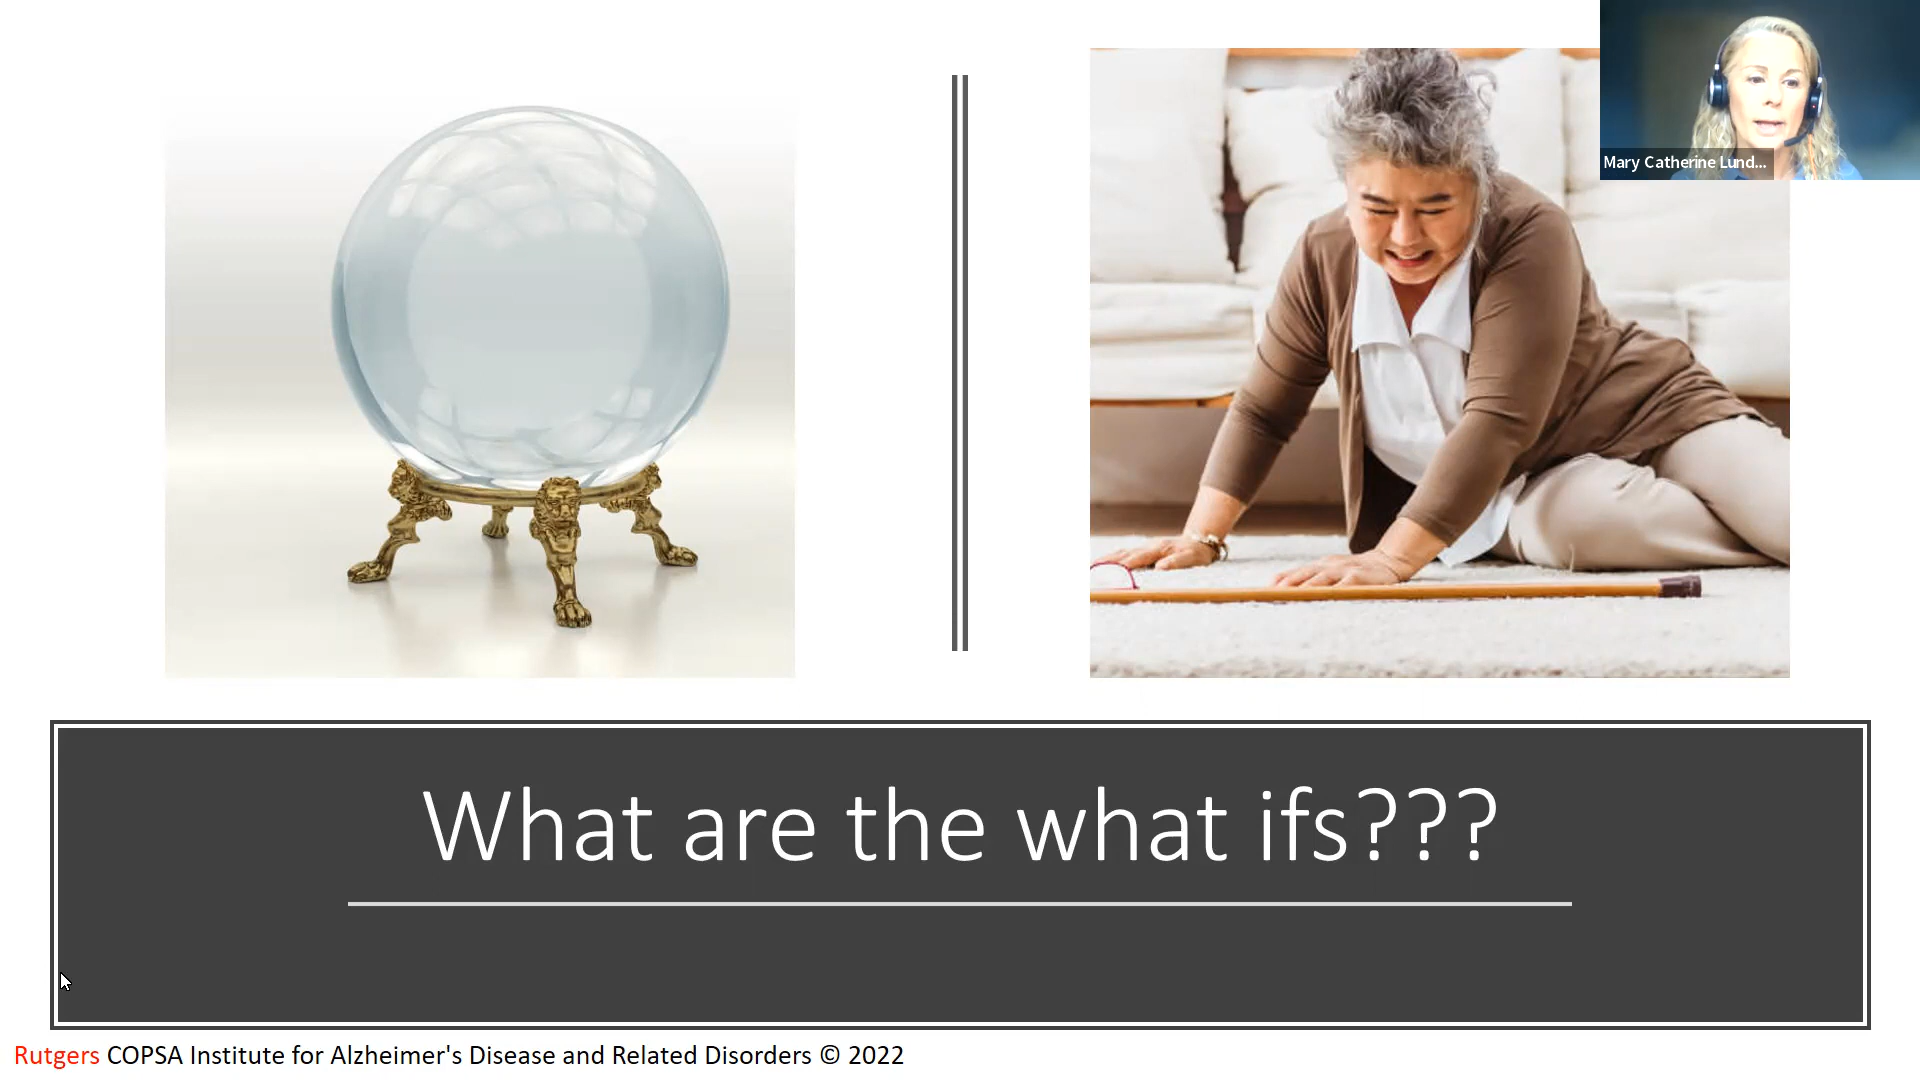 Mary Catherine Lund...
What are the what ifs???
Rutgers COPSA Institute for Alzheimer's Disease and Related Disorders © 2022